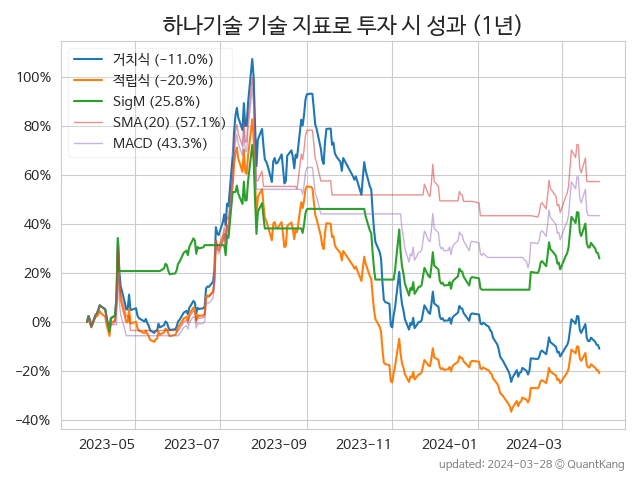 하나기술 기술 지표로 투자 시 성과 (1년)
거치식 (−11.0%)
적립식 (−20.9%)
SigM (25.8%)
SMA(20) (57.1%)
MACD (43.3%)
100%
80%
60%
40%
20%
0%
−20%
−40%
2023-05 2023-07 2023-09 2023-11 2024-01 2024-03
updated: 2024-03-28 © QuantKang